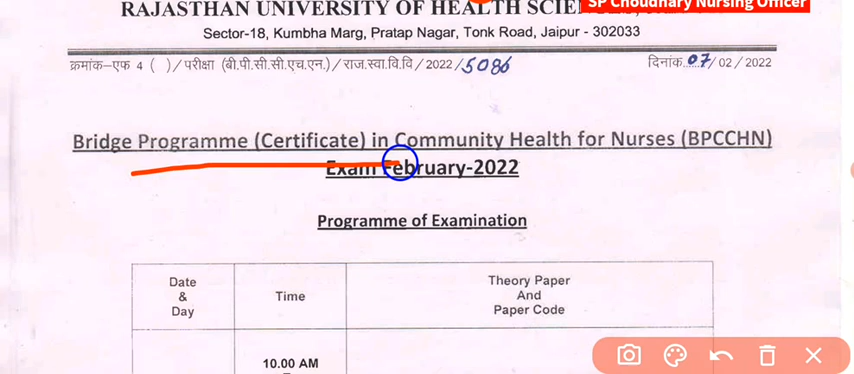 RAJASTHAN UNIVERSITY OF HEALTH SCIE
SP Choudhary Nursing Officer
Sector-18, Kumbha Marg, Pratap Nagar, Tonk Road, Jaipur - 302033
क्रमांक–एफ 4 ( )/परीक्षा (बी.पी.सी.सी.एच.एन.)/राज.स्वा.वि.वि/2022/5086
दिनांक..07/02/2022
Bridge Programme (Certificate) in Community Health for Nurses (BPCCHN)
Exam February-2022
Programme of Examination
Date
&
Day
Time
Theory Paper
And
Paper Code
10.00 AM